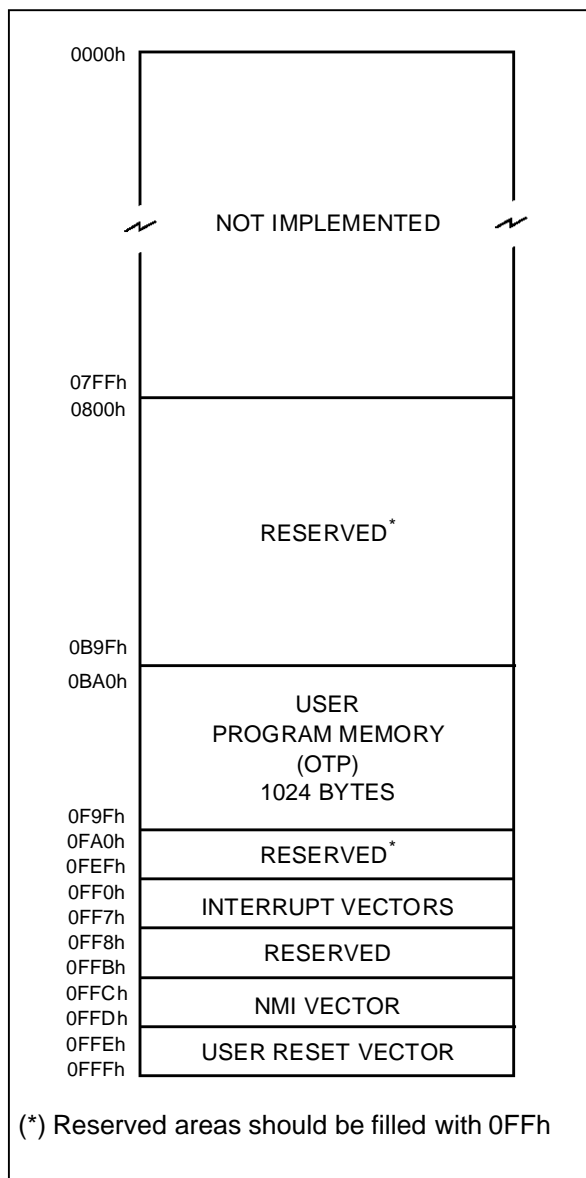 0000h
NOT IMPLEMENTED
07FFh
0800h
RESERVED*
0B9Fh
0BA0h
USER
PROGRAM MEMORY
(OTP)
1024 BYTES
0F9Fh
0FA0h
RESERVED*
0FEFh
0FF0h
INTERRUPT VECTORS
0FF7h
0FF8h
RESERVED
0FFBh
0FFCh
NMI VECTOR
0FFDh
0FFEh
USER RESET VECTOR
0FFFh
(*) Reserved areas should be filled with 0FFh